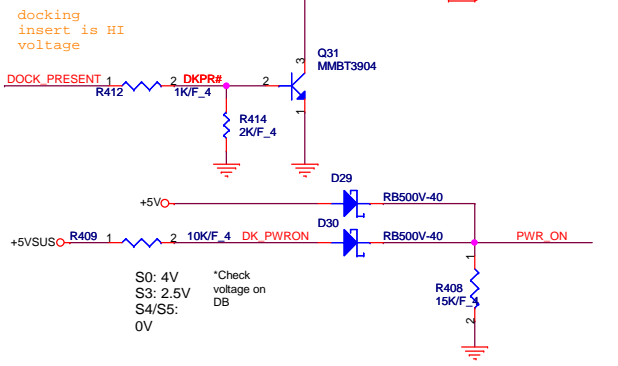 docking
insert is HI
voltage
Q31
MMBT3904
3
DOCK_PRESENT 1 2 DKPR# 2
R412 1K/F_4
1
R414
2K/F_4
D29
+5V RB500V-40
D30
+5VSUS R409 1 2 10K/F_4 DK_PWRON RB500V-40 PWR_ON
1
S0: 4V
S3: 2.5V
S4/S5:
0V
*Check
voltage on
DB
R408
15K/F_4
2